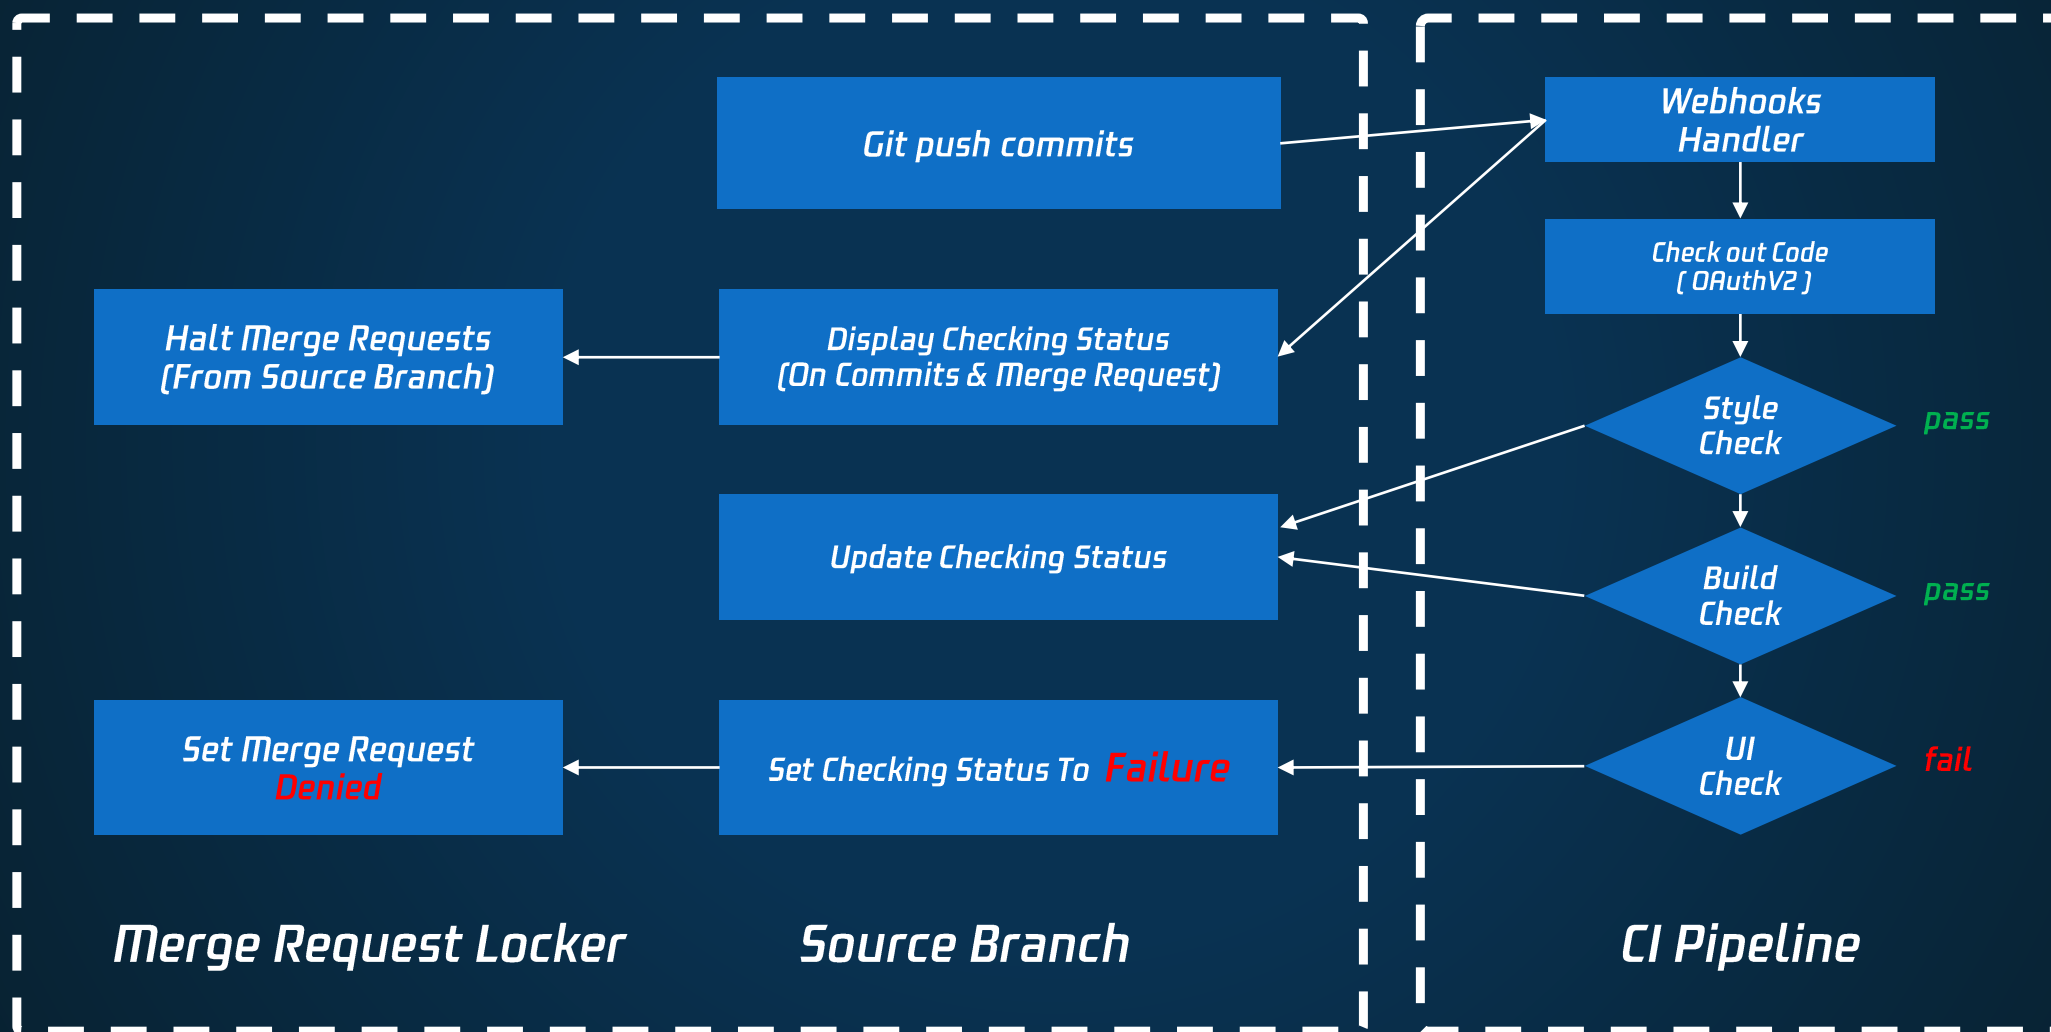 Git push commits
Webhooks
Handler
Check out Code
( OAuthV2 )
Halt Merge Requests
(From Source Branch)
Display Checking Status
(On Commits & Merge Request)
Style
Check
pass
Update Checking Status
Build
Check
pass
Set Merge Request
Denied
Set Checking Status To Failure
UI
Check
fail
Merge Request Locker
Source Branch
CI Pipeline